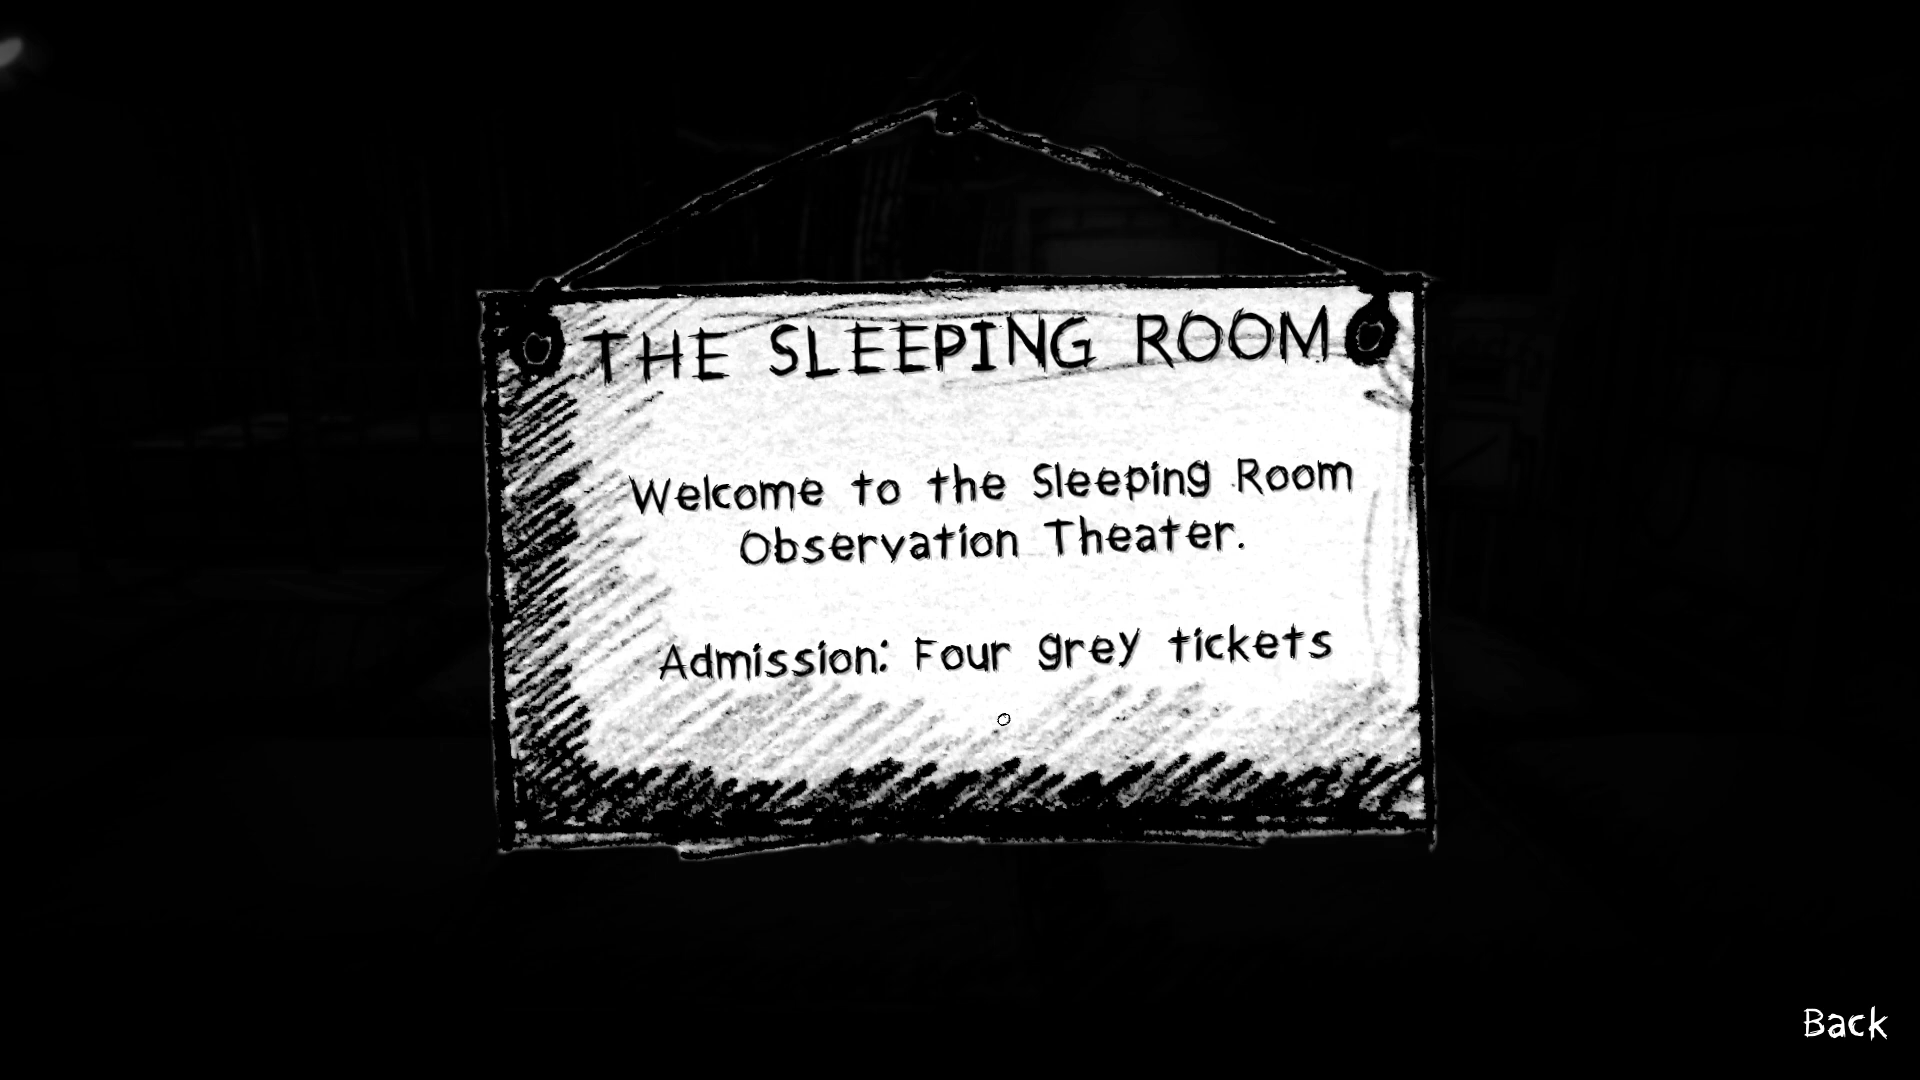 THE SLEEPING ROOM
Welcome to the Sleeping Room
Observation Theater.
Admission: Four grey tickets
Back